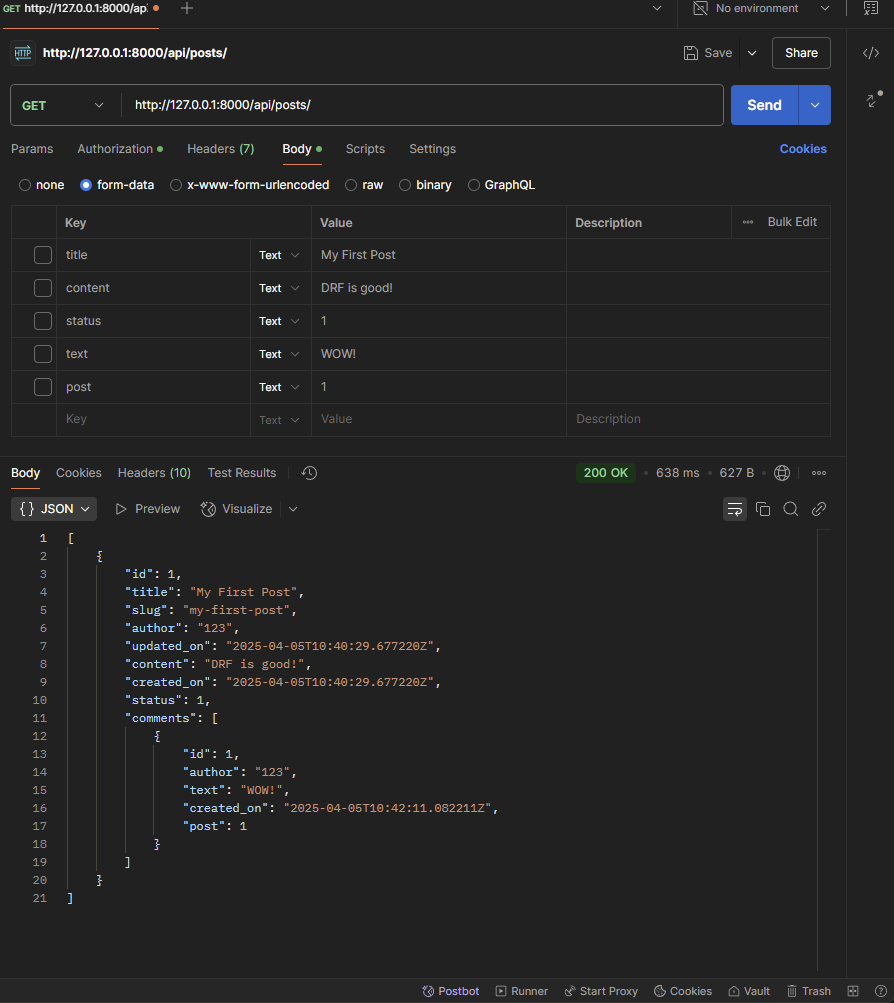 GET http://127.0.0.1:8000/ap No environment
HTTP http://127.0.0.1:8000/api/posts/ Save Share
GET http://127.0.0.1:8000/api/posts/ Send
Params Authorization Headers (7) Body Scripts Settings Cookies
none form-data x-www-form-urlencoded raw binary GraphQL
Key Value Description Bulk Edit
title Text My First Post
content Text DRF is good!
status Text 1
text Text WOW!
post Text 1
Key Text Value Description
Body Cookies Headers (10) Test Results 200 OK 638 ms 627 B
{} JSON Preview Visualize
1 [
2 {
3 "id": 1,
4 "title": "My First Post",
5 "slug": "my-first-post",
6 "author": "123",
7 "updated_on": "2025-04-05T10:40:29.677220Z",
8 "content": "DRF is good!",
9 "created_on": "2025-04-05T10:40:29.677220Z",
10 "status": 1,
11 "comments": [
12 {
13 "id": 1,
14 "author": "123",
15 "text": "WOW!",
16 "created_on": "2025-04-05T10:42:11.082211Z",
17 "post": 1
18 }
19 ]
20 }
21 ]
Postbot Runner Start Proxy Cookies Vault Trash